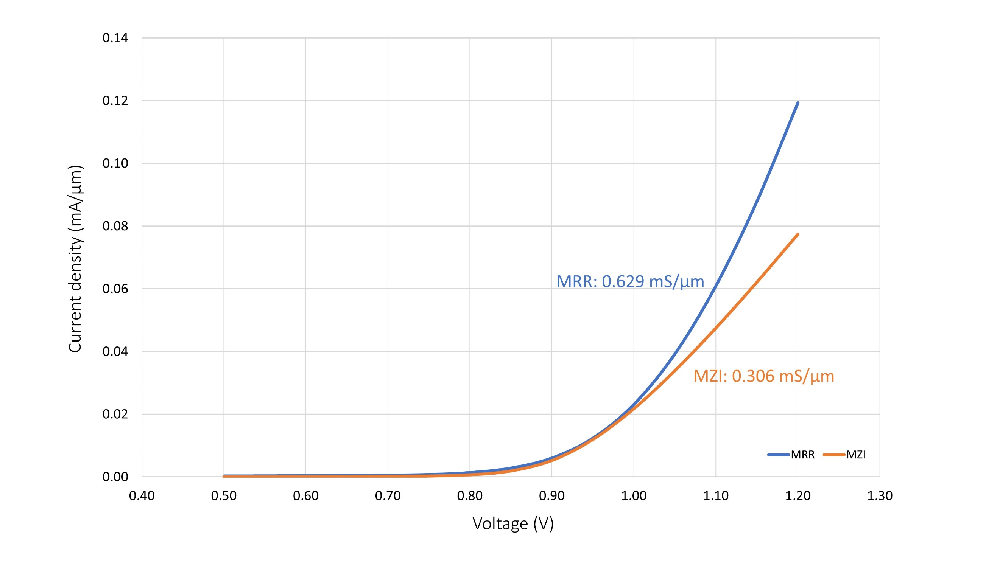 0.14
0.12
0.10
0.08
0.06
0.04
0.02
0.00
Current density (mA/µm)
MRR: 0.629 mS/µm
MZI: 0.306 mS/µm
MRR MZI
0.40 0.50 0.60 0.70 0.80 0.90 1.00 1.10 1.20 1.30
Voltage (V)